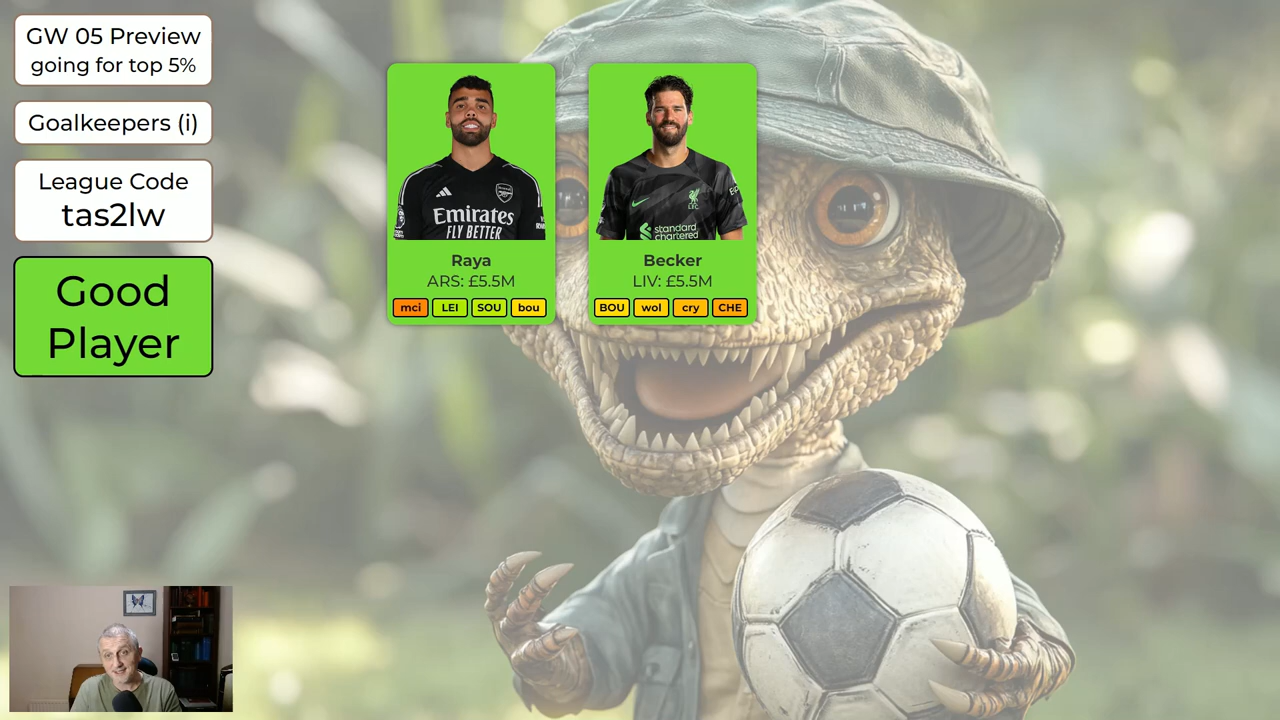 GW 05 Preview
going for top 5%
Goalkeepers (i)
League Code
tas2lw
Good
Player
Emirates
FLY BETTER
Raya
ARS: £5.5M
mci LEI SOU bou
standard
chartered
Becker
LIV: £5.5M
BOU wol cry CHE